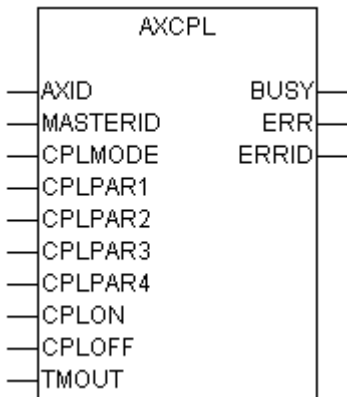 AXCPL
AXID BUSY
MASTERID ERR
CPLMODE ERRID
CPLPAR1
CPLPAR2
CPLPAR3
CPLPAR4
CPLON
CPLOFF
TMOUT